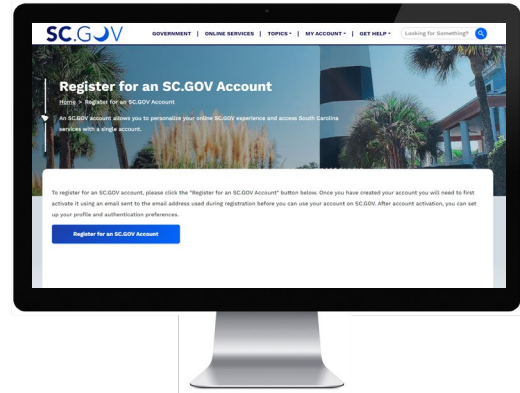 SC.GOV
GOVERNMENT | ONLINE SERVICES | TOPICS | MY ACCOUNT | GET HELP
Looking for Something?
Register for an SC.GOV Account
Home > Register for an SC.GOV Account
An SC.GOV account allows you to personalize your online SC.GOV experience and access South Carolina
services with a single account.
To register for an SC.GOV account, please click the "Register for an SC.GOV Account" button below. Once you have created your account you will need to first
activate it using an email sent to the email address used during registration before you can use your account on SC.GOV. After account activation, you can set
up your profile and authentication preferences.
Register for an SC.GOV Account